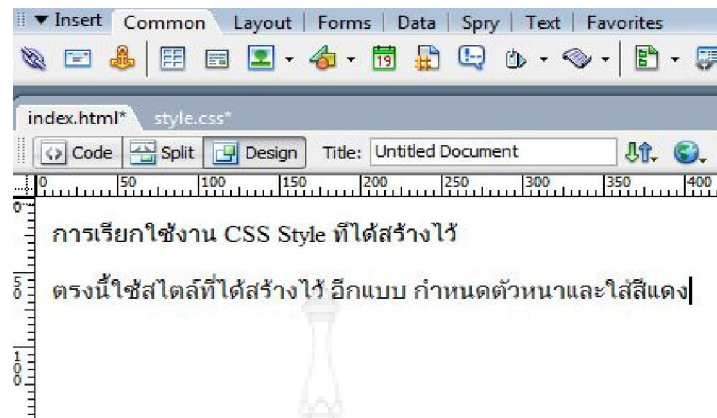 ▼ Insert Common Layout | Forms | Data | Spry | Text | Favorites
19
index.html* style.css*
Code Split Design Title: Untitled Document
0 50 100 150 200 250 300 350 400
0
การเรียกใช้งาน CSS Style ที่ได้สร้างไว้
50
ตรงนี้ใช้สไตล์ที่ได้สร้างไว้ อีกแบบ กำหนดตัวหนาและใส่สีแดง
100